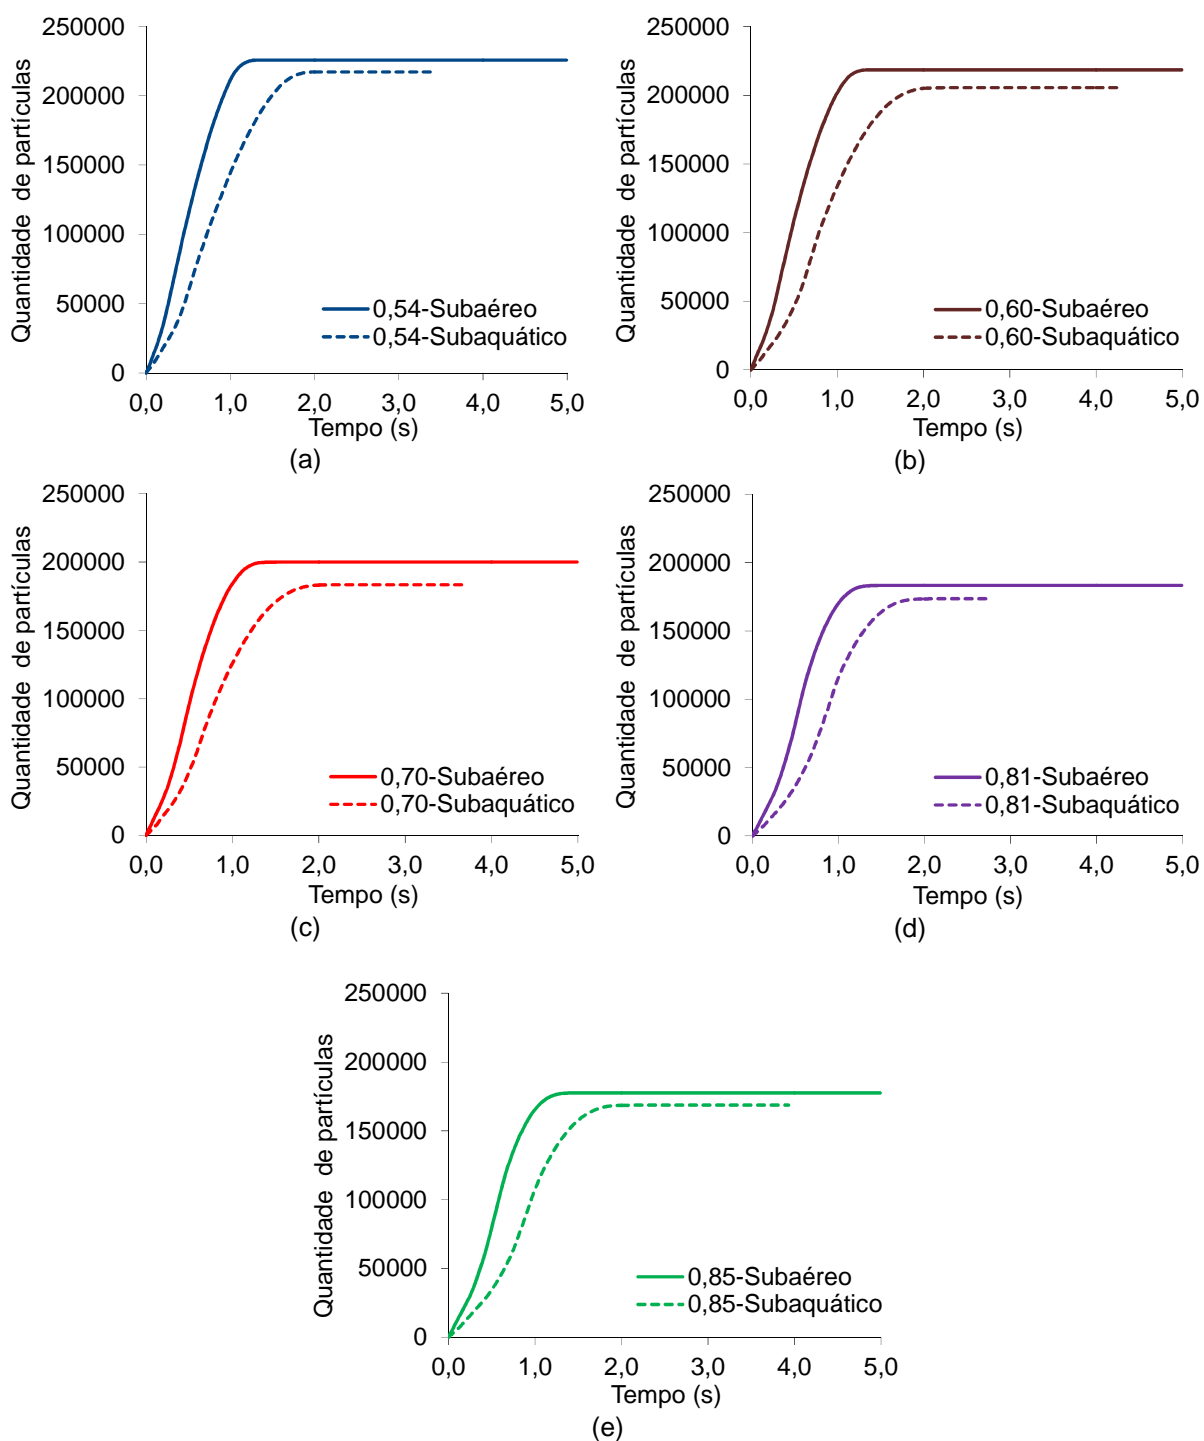 250000
200000
150000
100000
50000
0
Quantidade de partículas
0,54-Subaéreo
0,54-Subaquático
0,0 1,0 2,0 3,0 4,0 5,0
Tempo (s)
(a)
250000
200000
150000
100000
50000
0
Quantidade de partículas
0,60-Subaéreo
0,60-Subaquático
0,0 1,0 2,0 3,0 4,0 5,0
Tempo (s)
(b)
250000
200000
150000
100000
50000
0
Quantidade de partículas
0,70-Subaéreo
0,70-Subaquático
0,0 1,0 2,0 3,0 4,0 5,0
Tempo (s)
(c)
250000
200000
150000
100000
50000
0
Quantidade de partículas
0,81-Subaéreo
0,81-Subaquático
0,0 1,0 2,0 3,0 4,0 5,0
Tempo (s)
(d)
250000
200000
150000
100000
50000
0
Quantidade de partículas
0,85-Subaéreo
0,85-Subaquático
0,0 1,0 2,0 3,0 4,0 5,0
Tempo (s)
(e)